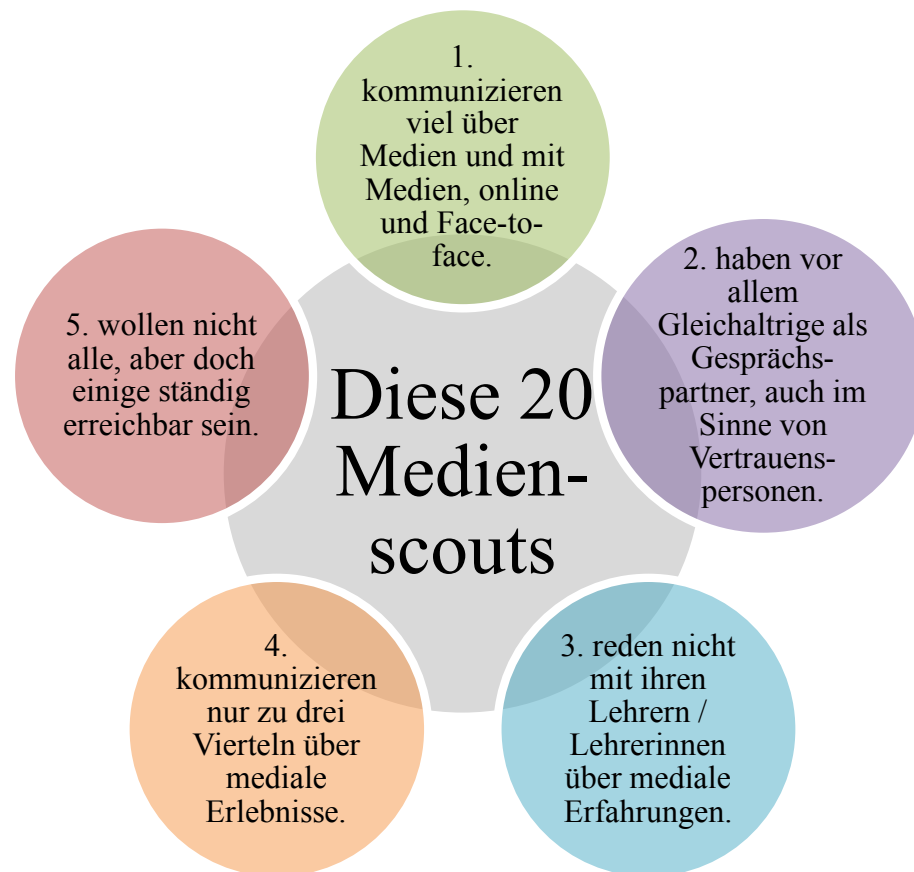 1.
kommunizieren
viel über
Medien und mit
Medien, online
und Face-to-
face.
2. haben vor
allem
Gleichaltrige als
Gesprächs-
partner, auch im
Sinne von
Vertrauens-
personen.
3. reden nicht
mit ihren
Lehrern /
Lehrerinnen
über mediale
Erfahrungen.
4.
kommunizieren
nur zu drei
Vierteln über
mediale
Erlebnisse.
5. wollen nicht
alle, aber doch
einige ständig
erreichbar sein.
Diese 20
Medien-
scouts